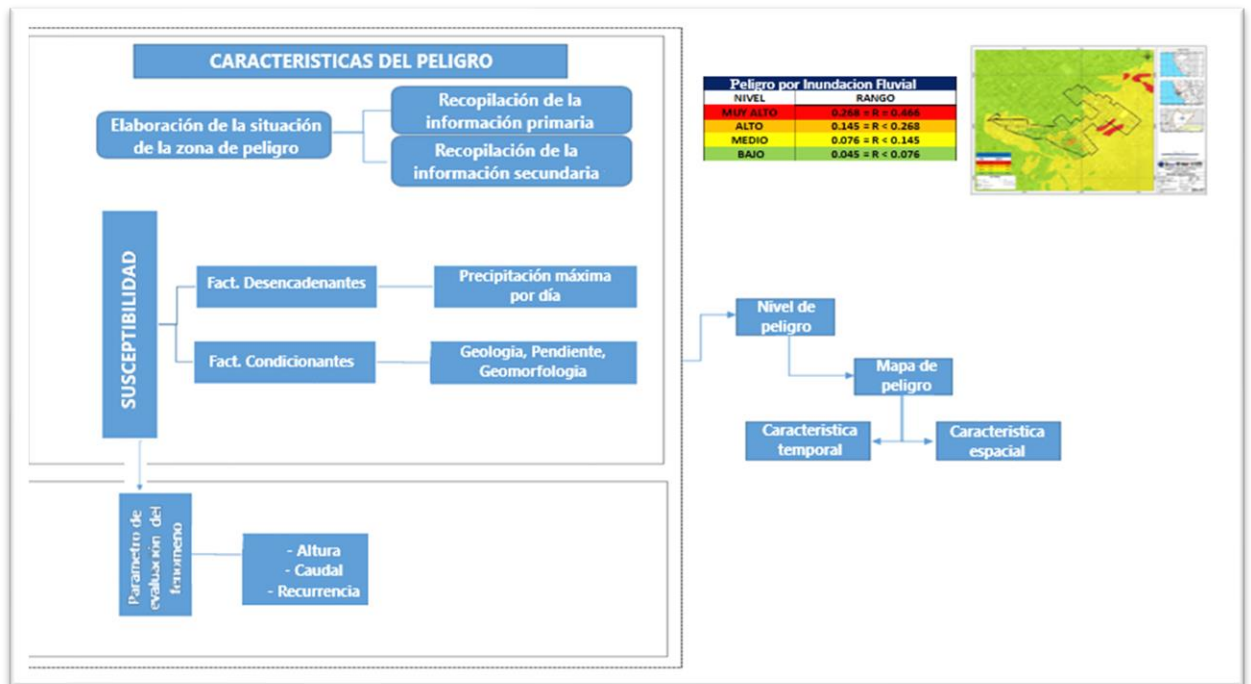 CARACTERISTICAS DEL PELIGRO
Elaboración de la situación
de la zona de peligro
Recopilación de la
información primaria
Recopilación de la
información secundaria
SUSCEPTIBILIDAD
Fact. Desencadenantes
Precipitación máxima
por día
Fact. Condicionantes
Geologia, Pendiente,
Geomorfologia
Parametro de
evaluación del
fenomeno
- Altura
- Caudal
- Recurrencia
Peligro por Inundacion Fluvial
NIVEL RANGO
MUY ALTO 0.268 = R = 0.466
ALTO 0.145 = R < 0.268
MEDIO 0.076 = R < 0.145
BAJO 0.045 = R < 0.076
Nivel de
peligro
Mapa de
peligro
Caracteristica
temporal
Caracteristica
espacial